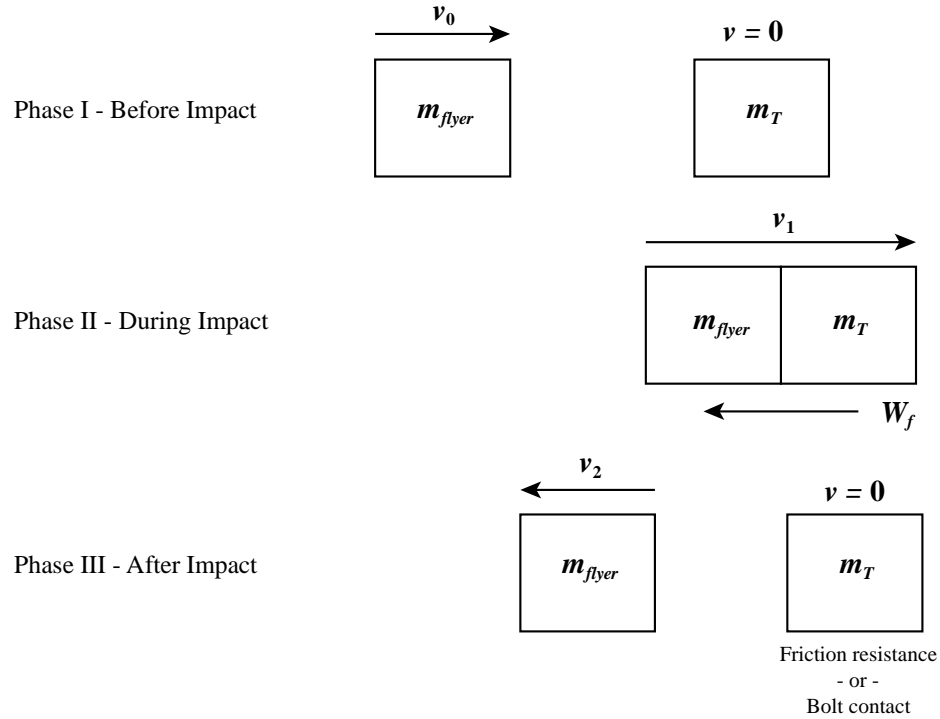 v0
v = 0
Phase I - Before Impact
mflyer
mT
v1
Phase II - During Impact
mflyer
mT
Wf
v2
v = 0
Phase III - After Impact
mflyer
mT
Friction resistance
- or -
Bolt contact